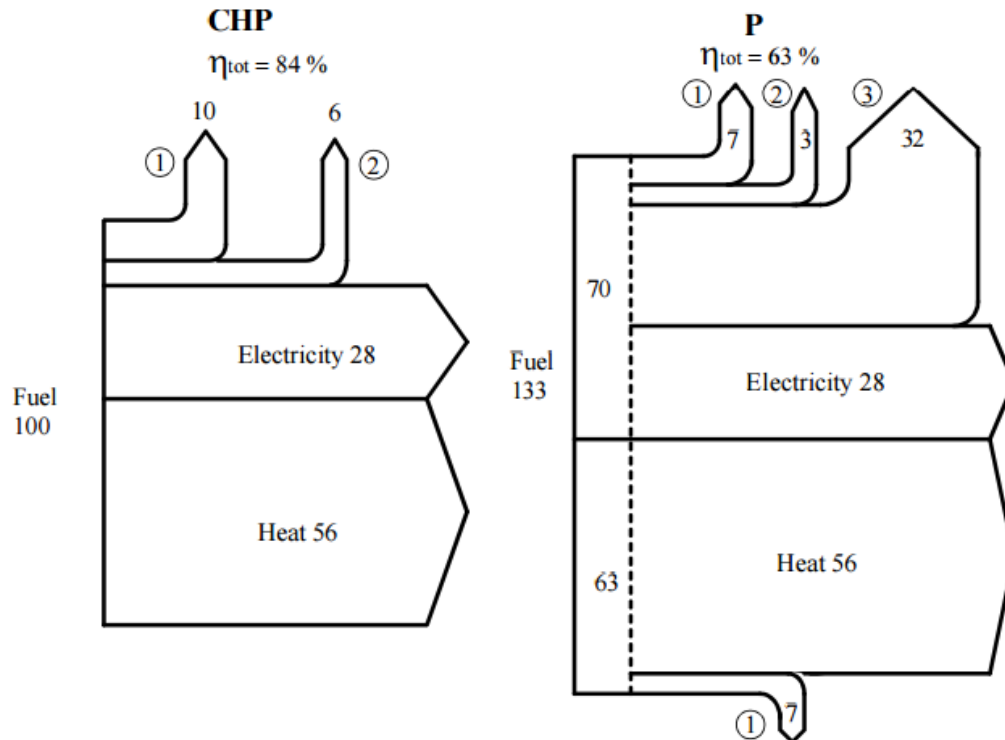 CHP
ηtot = 84 %
10
6
①
②
Electricity 28
Fuel
100
Heat 56
P
ηtot = 63 %
①
②
③
7
3
32
70
Fuel
133
Electricity 28
63
Heat 56
①
7